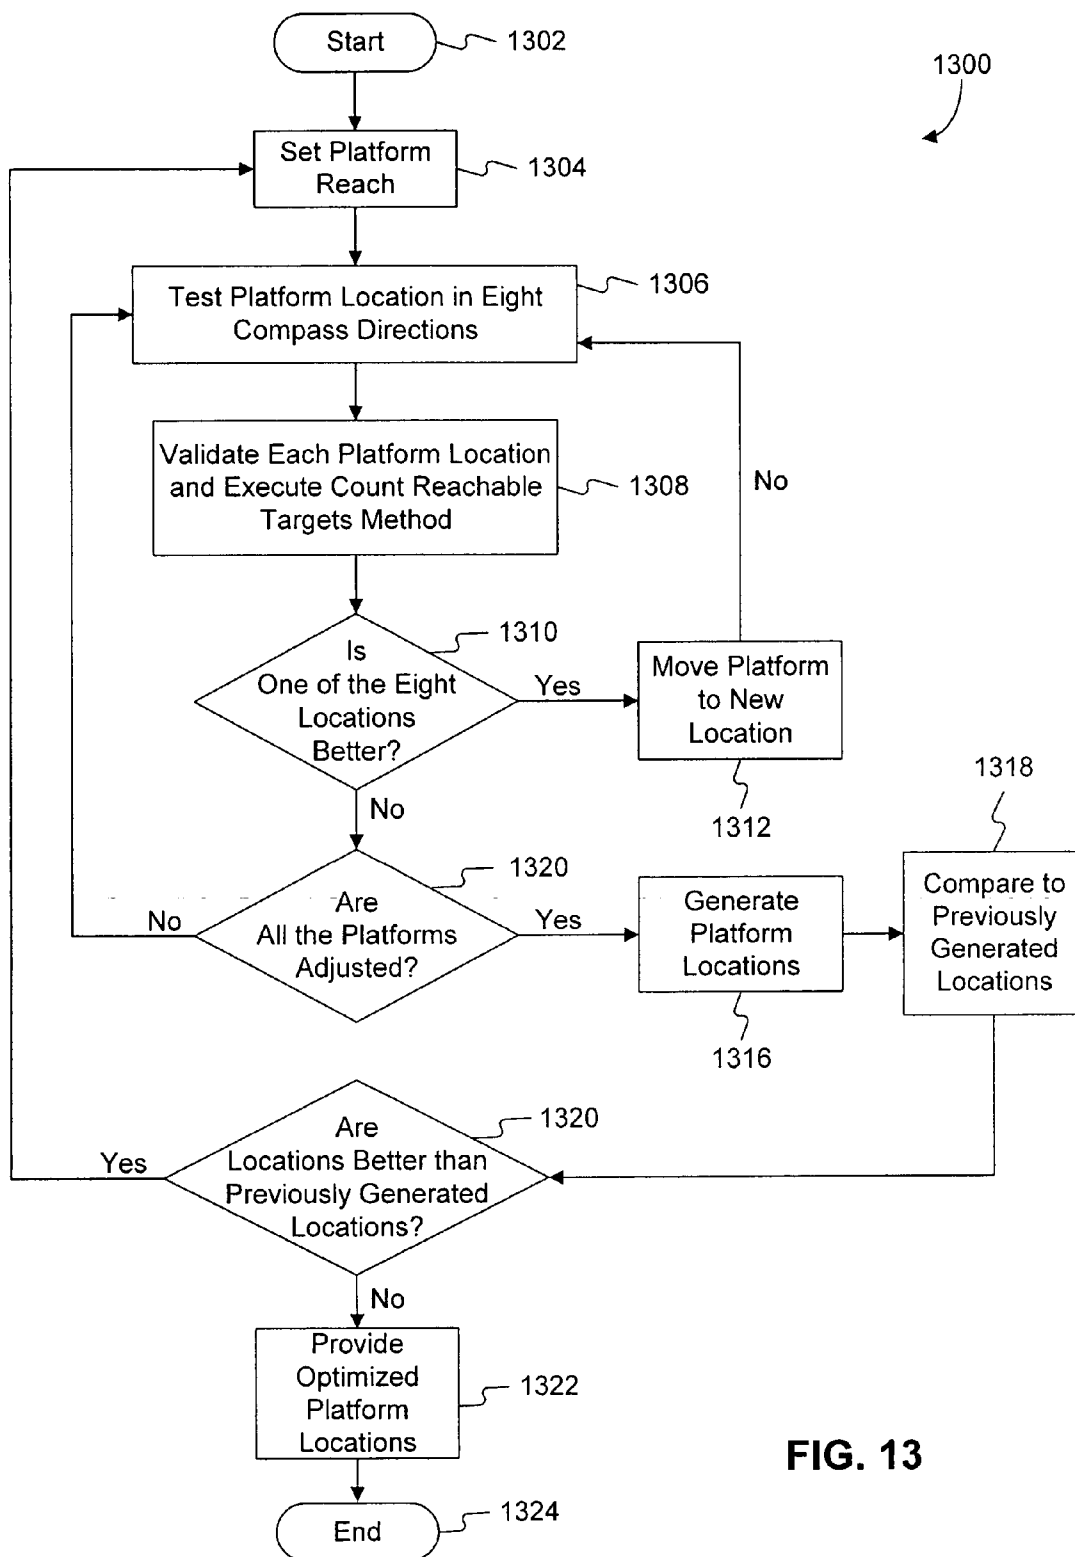 Start
1302
1300
Set Platform
Reach
1304
Test Platform Location in Eight
Compass Directions
1306
Validate Each Platform Location
and Execute Count Reachable
Targets Method
1308
No
Is
One of the Eight
Locations
Better?
1310
Yes
Move Platform
to New
Location
1312
No
1318
Are
All the Platforms
Adjusted?
1320
No
Yes
Generate
Platform
Locations
1316
Compare to
Previously
Generated
Locations
Are
Locations Better than
Previously Generated
Locations?
1320
Yes
No
Provide
Optimized
Platform
Locations
1322
FIG. 13
End
1324